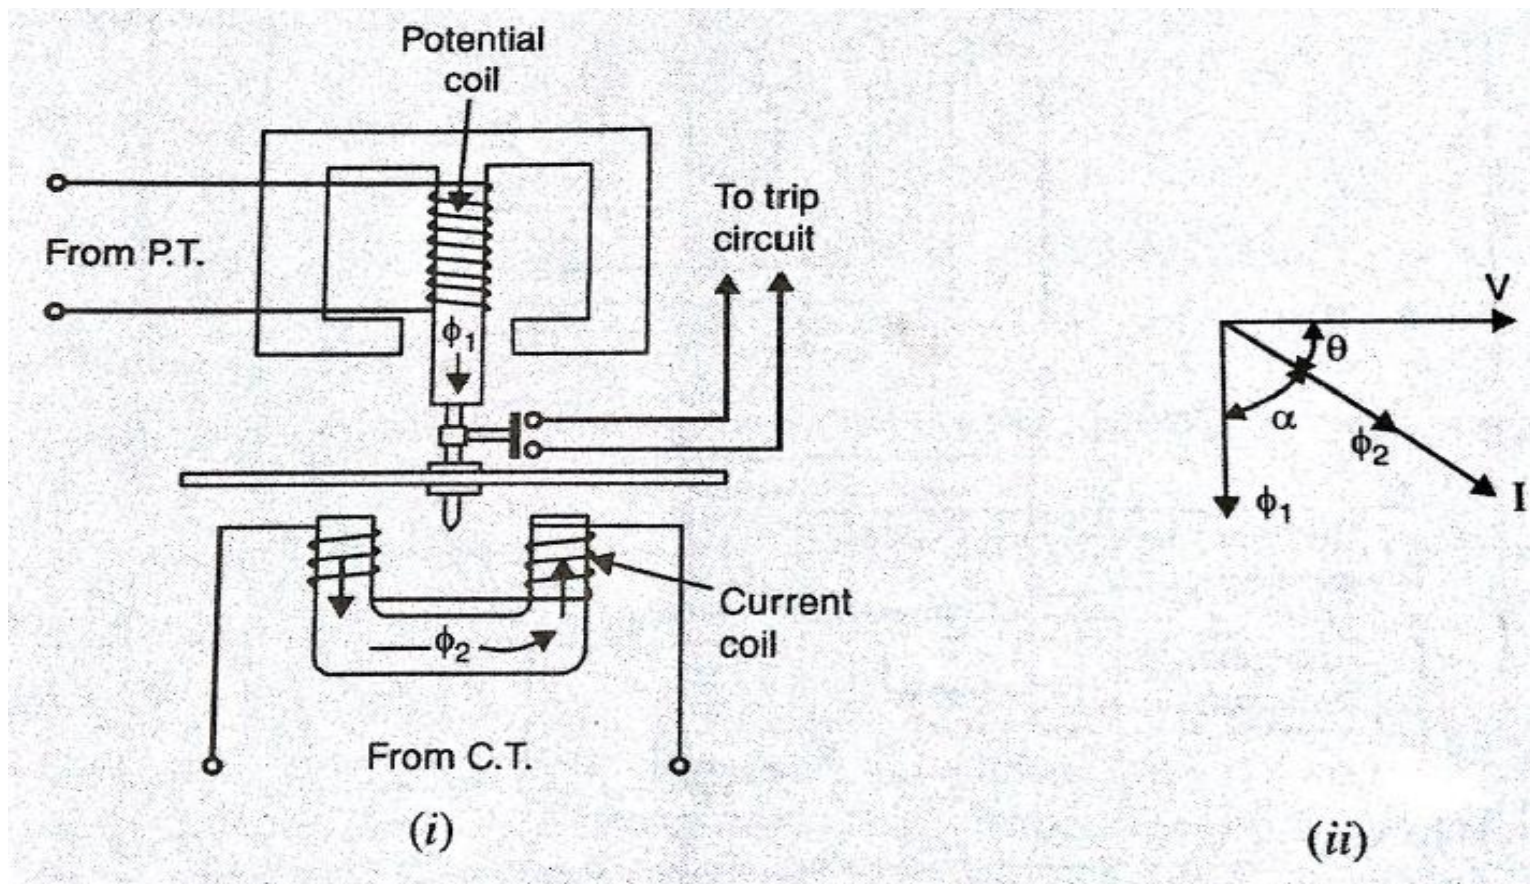 Potential
coil
From P.T.
To trip
circuit
ϕ₁
ϕ₂
Current
coil
From C.T.
(i)
V
θ
α
ϕ₂
I
ϕ₁
(ii)